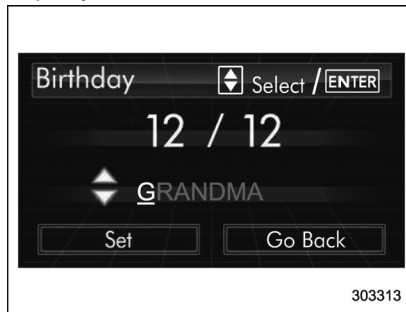 Birthday Select / ENTER
12 / 12
GRANDMA
Set Go Back
303313